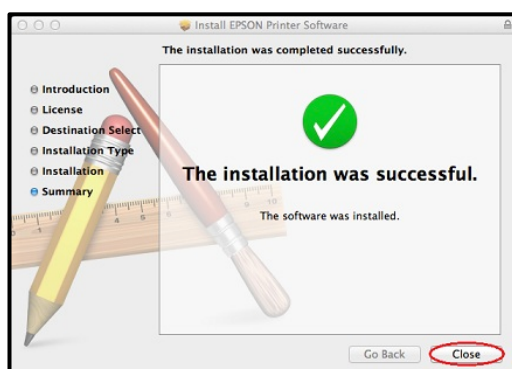 Install EPSON Printer Software
The installation was completed successfully.
Introduction
License
Destination Select
Installation Type
Installation
Summary
The installation was successful.
The software was installed.
Go Back
Close